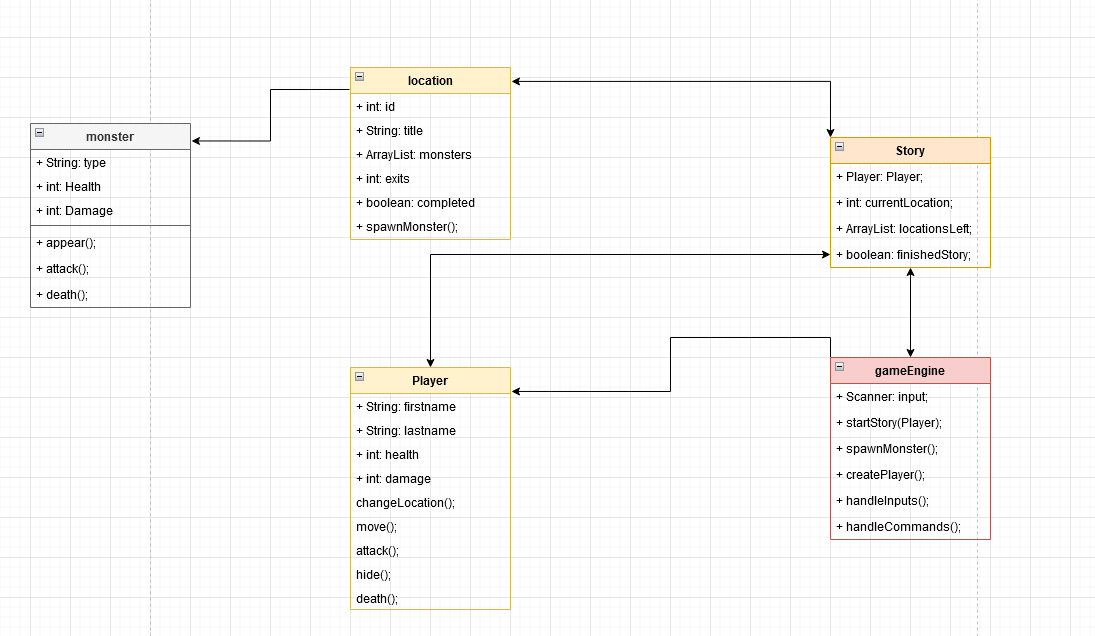 location
+ int: id
+ String: title
+ ArrayList: monsters
+ int: exits
+ boolean: completed
+ spawnMonster();
monster
+ String: type
+ int: Health
+ int: Damage
+ appear();
+ attack();
+ death();
Story
+ Player: Player;
+ int: currentLocation;
+ ArrayList: locationsLeft;
+ boolean: finishedStory;
Player
+ String: firstname
+ String: lastname
+ int: health
+ int: damage
changeLocation();
move();
attack();
hide();
death();
gameEngine
+ Scanner: input;
+ startStory(Player);
+ spawnMonster();
+ createPlayer();
+ handleInputs();
+ handleCommands();